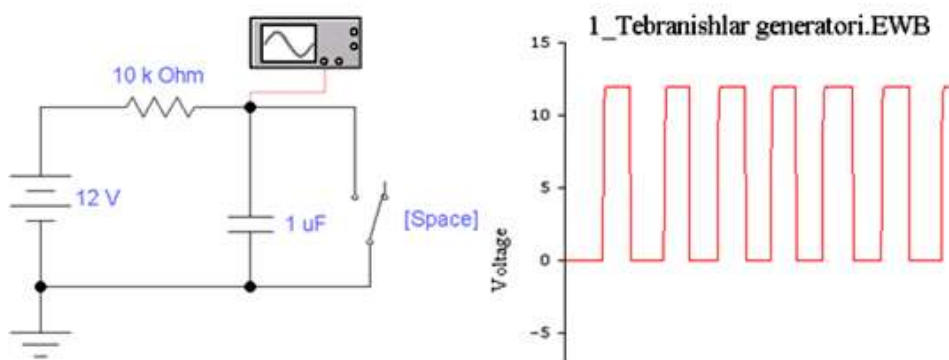 10 k Ohm
12 V
1 uF
[Space]
1_Tebranishlar generatori.EWB
15
10
5
0
-5
Voltage